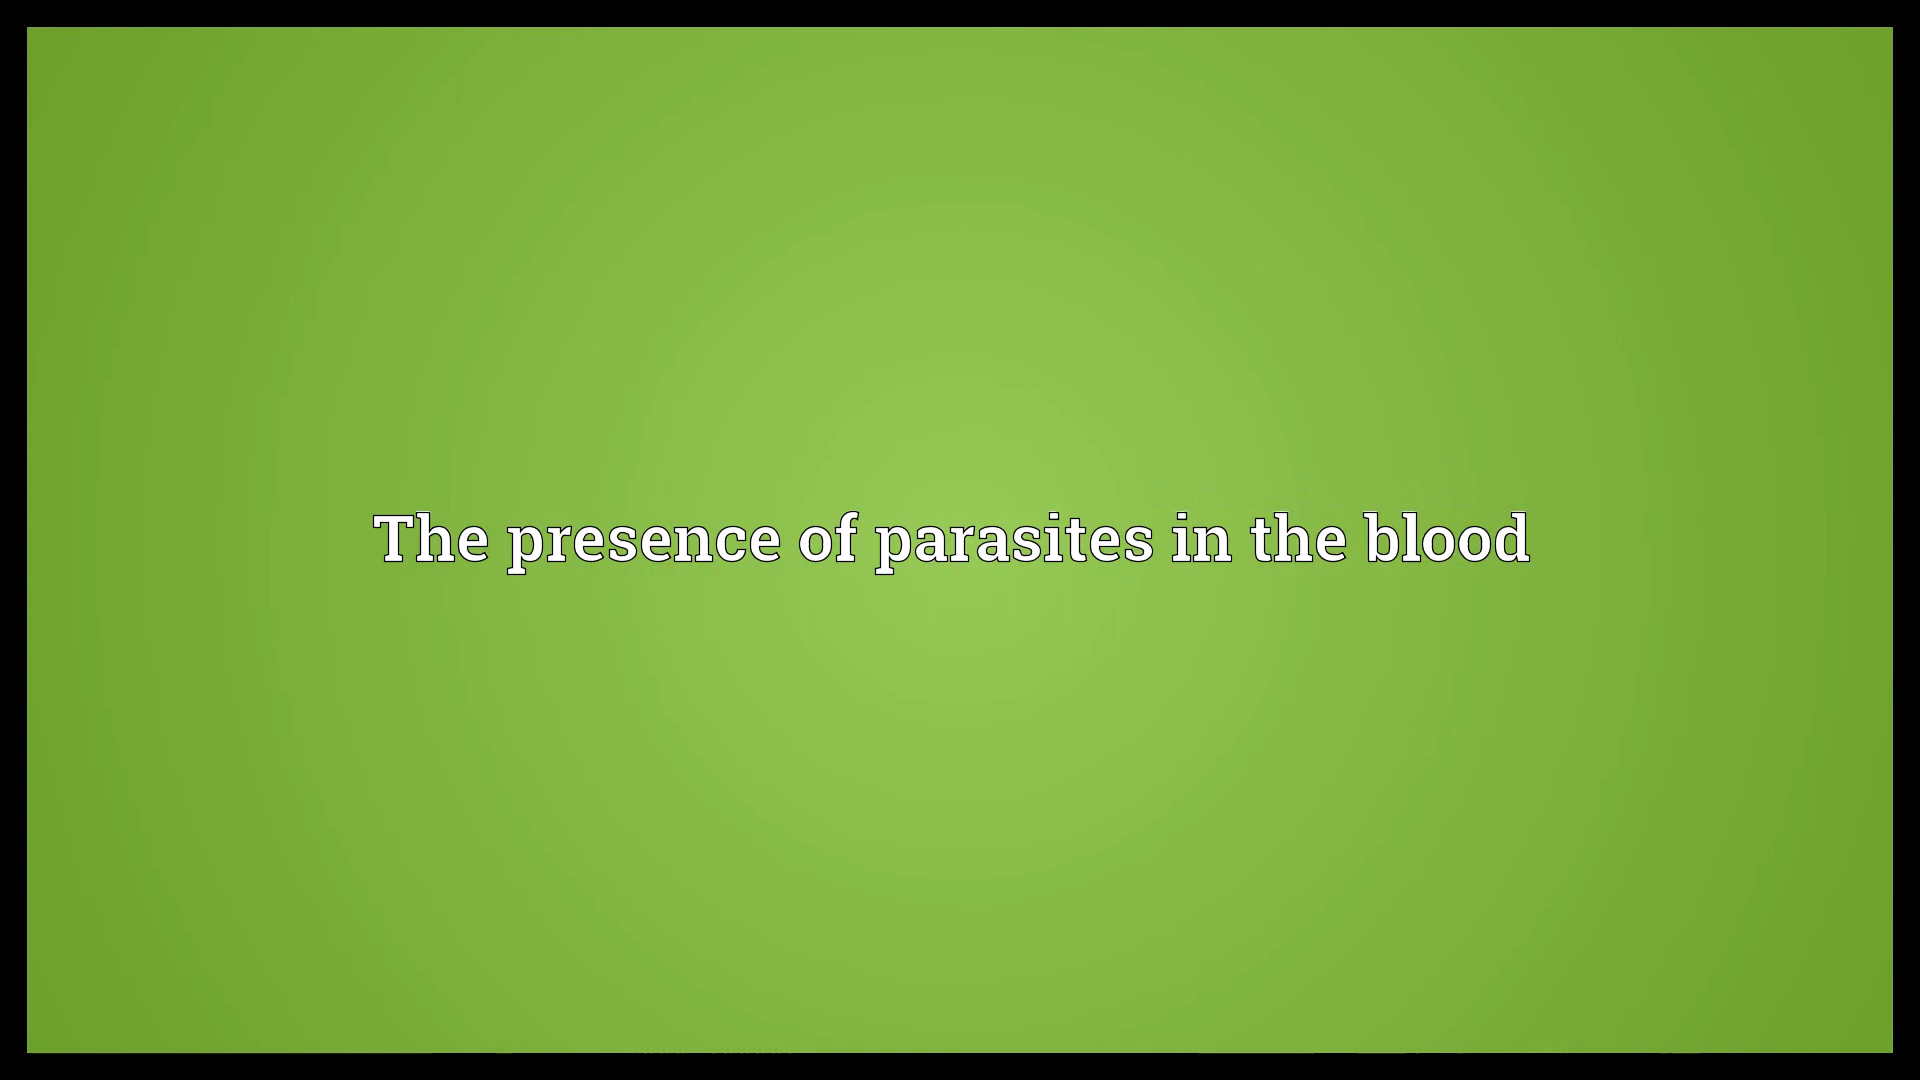 The presence of parasites in the blood